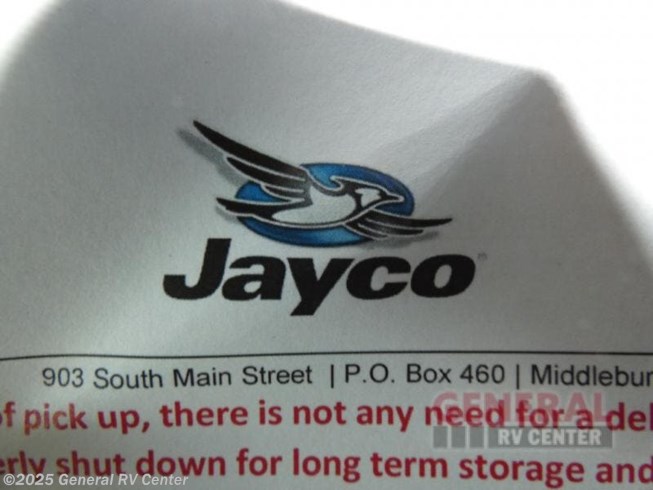 Jayco
903 South Main Street | P.O. Box 460 | Middlebur
of pick up, there is not any need for a del
GENERAL
RV CENTER
erly shut down for long term storage and
©2025 General RV Center